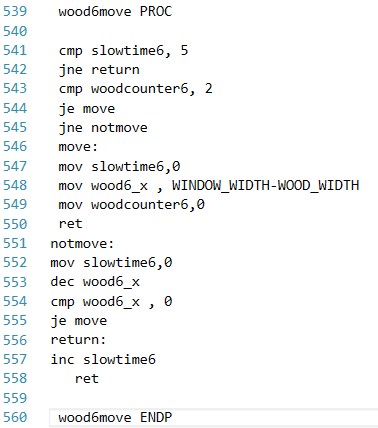 539 wood6move PROC
540
541 cmp slowtime6, 5
542 jne return
543 cmp woodcounter6, 2
544 je move
545 jne notmove
546 move:
547 mov slowtime6,0
548 mov wood6_x , WINDOW_WIDTH-WOOD_WIDTH
549 mov woodcounter6,0
550 ret
551 notmove:
552 mov slowtime6,0
553 dec wood6_x
554 cmp wood6_x , 0
555 je move
556 return:
557 inc slowtime6
558 ret
559
560 wood6move ENDP